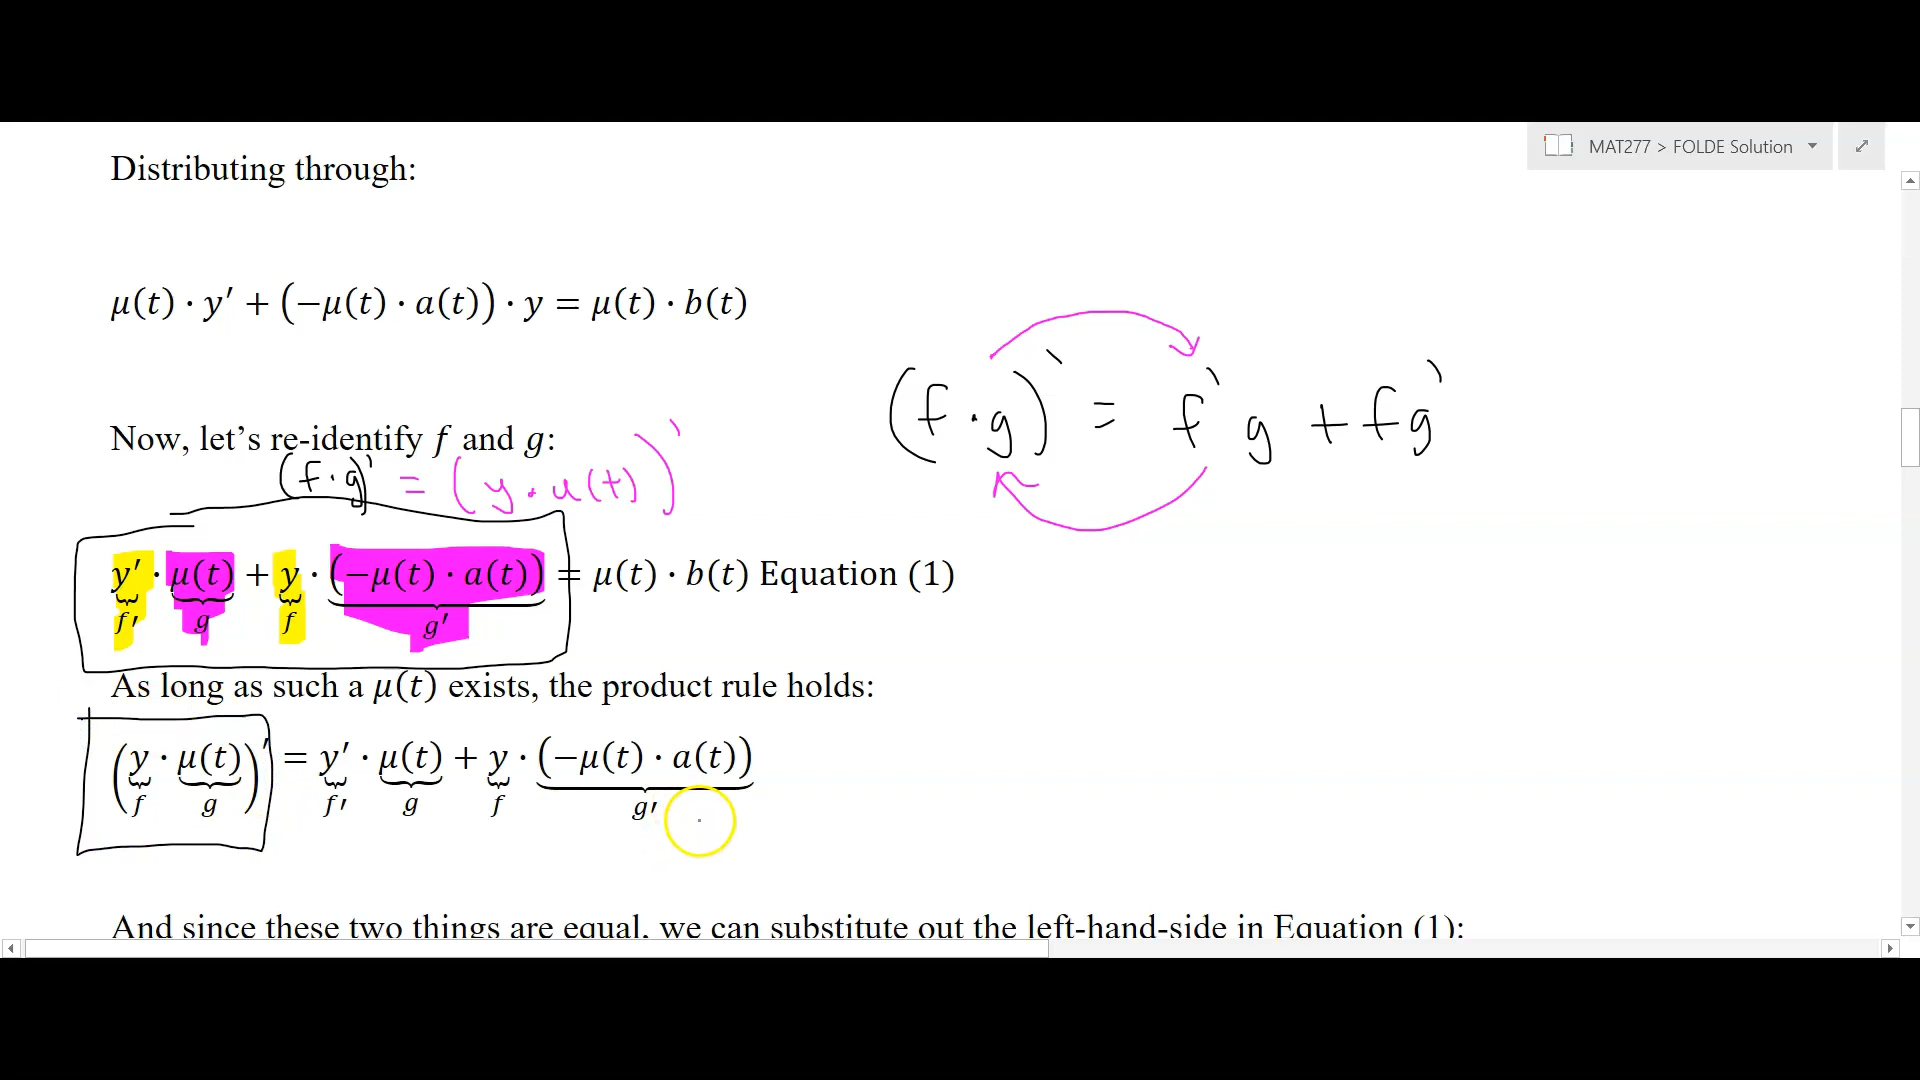 MAT277 > FOLDE Solution
Distributing through:
μ(t) · y′ + (−μ(t) · a(t)) · y = μ(t) · b(t)
(f · g)' = f' g + f g'
Now, let’s re-identify f and g:
(f · g)' = (y · u(t))'
y′ · μ(t) + y · (−μ(t) · a(t)) = μ(t) · b(t) Equation (1)
f′ g f g′
As long as such a μ(t) exists, the product rule holds:
(y · μ(t))′ = y′ · μ(t) + y · (−μ(t) · a(t))
f g f′ g f g′
And since these two things are equal, we can substitute out the left-hand-side in Equation (1):